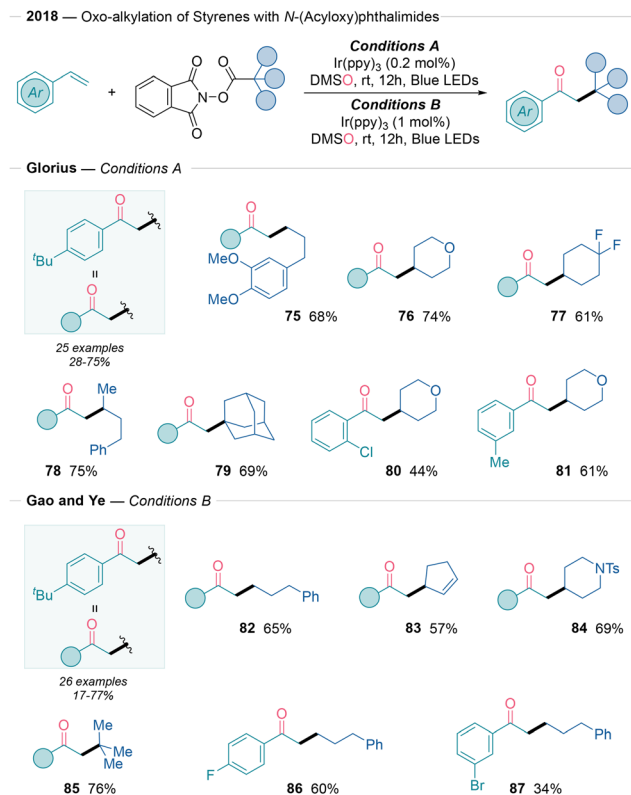 2018 — Oxo-alkylation of Styrenes with N-(Acyloxy)phthalimides
Ar
+
O
N
O
O
O
Conditions A
Ir(ppy)3 (0.2 mol%)
DMSO, rt, 12h, Blue LEDs
Conditions B
Ir(ppy)3 (1 mol%)
DMSO, rt, 12h, Blue LEDs
O
Ar
Glorius — Conditions A
O
tBu
=
O
25 examples
28-75%
O
MeO
MeO
75 68%
O
O
76 74%
O
F
F
77 61%
O
Me
Ph
78 75%
O
79 69%
O
O
Cl
80 44%
O
O
Me
81 61%
Gao and Ye — Conditions B
O
tBu
=
O
26 examples
17-77%
O
Ph
82 65%
O
83 57%
O
NTs
84 69%
O
Me
Me
Me
85 76%
O
Ph
F
86 60%
O
Ph
Br
87 34%